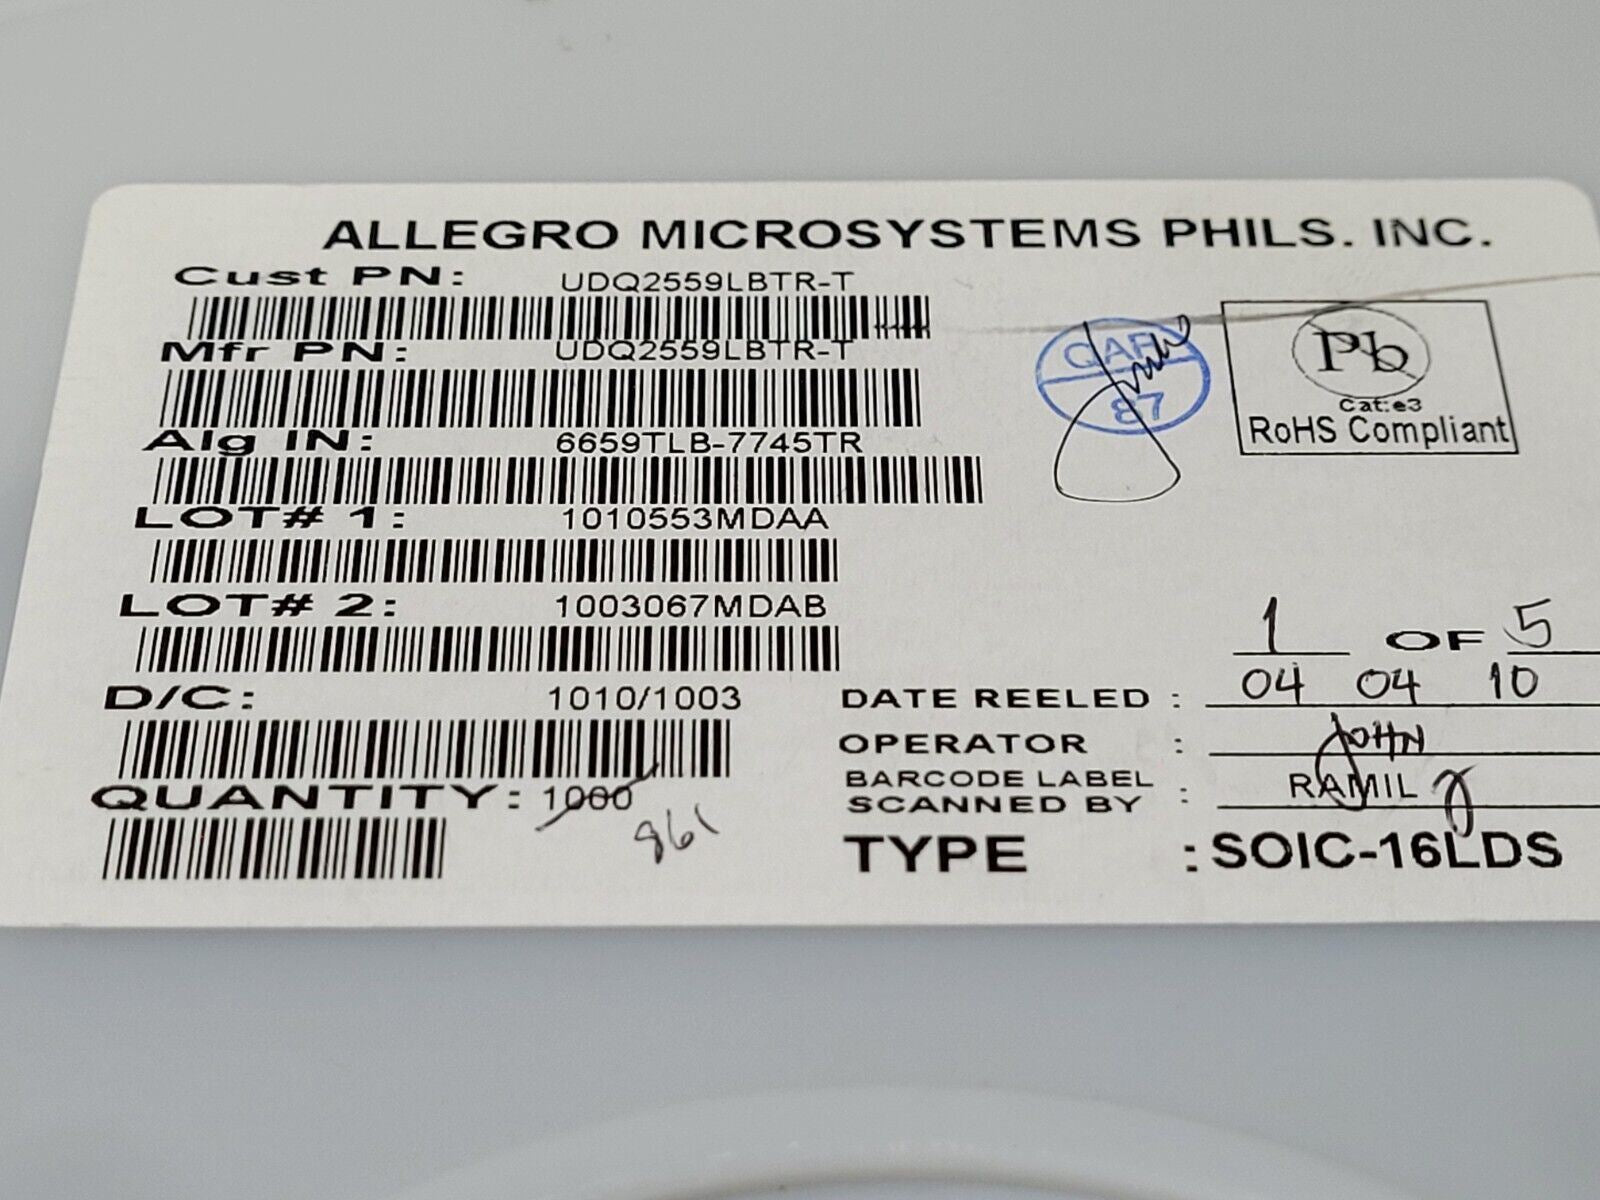 ALLEGRO MICROSYSTEMS PHILS. INC.
Cust PN: UDQ2559LBTR-T
Mfr PN: UDQ2559LBTR-T
Alg IN: 6659TLB-7745TR
LOT# 1: 1010553MDAA
LOT# 2: 1003067MDAB
D/C: 1010/1003
QUANTITY: 1000
861
87
Pb
Cat:e3
RoHS Compliant
1 OF 5
DATE REELED : 04 04 10
OPERATOR : JOHN
BARCODE LABEL
SCANNED BY : RAMIL
TYPE : SOIC-16LDS